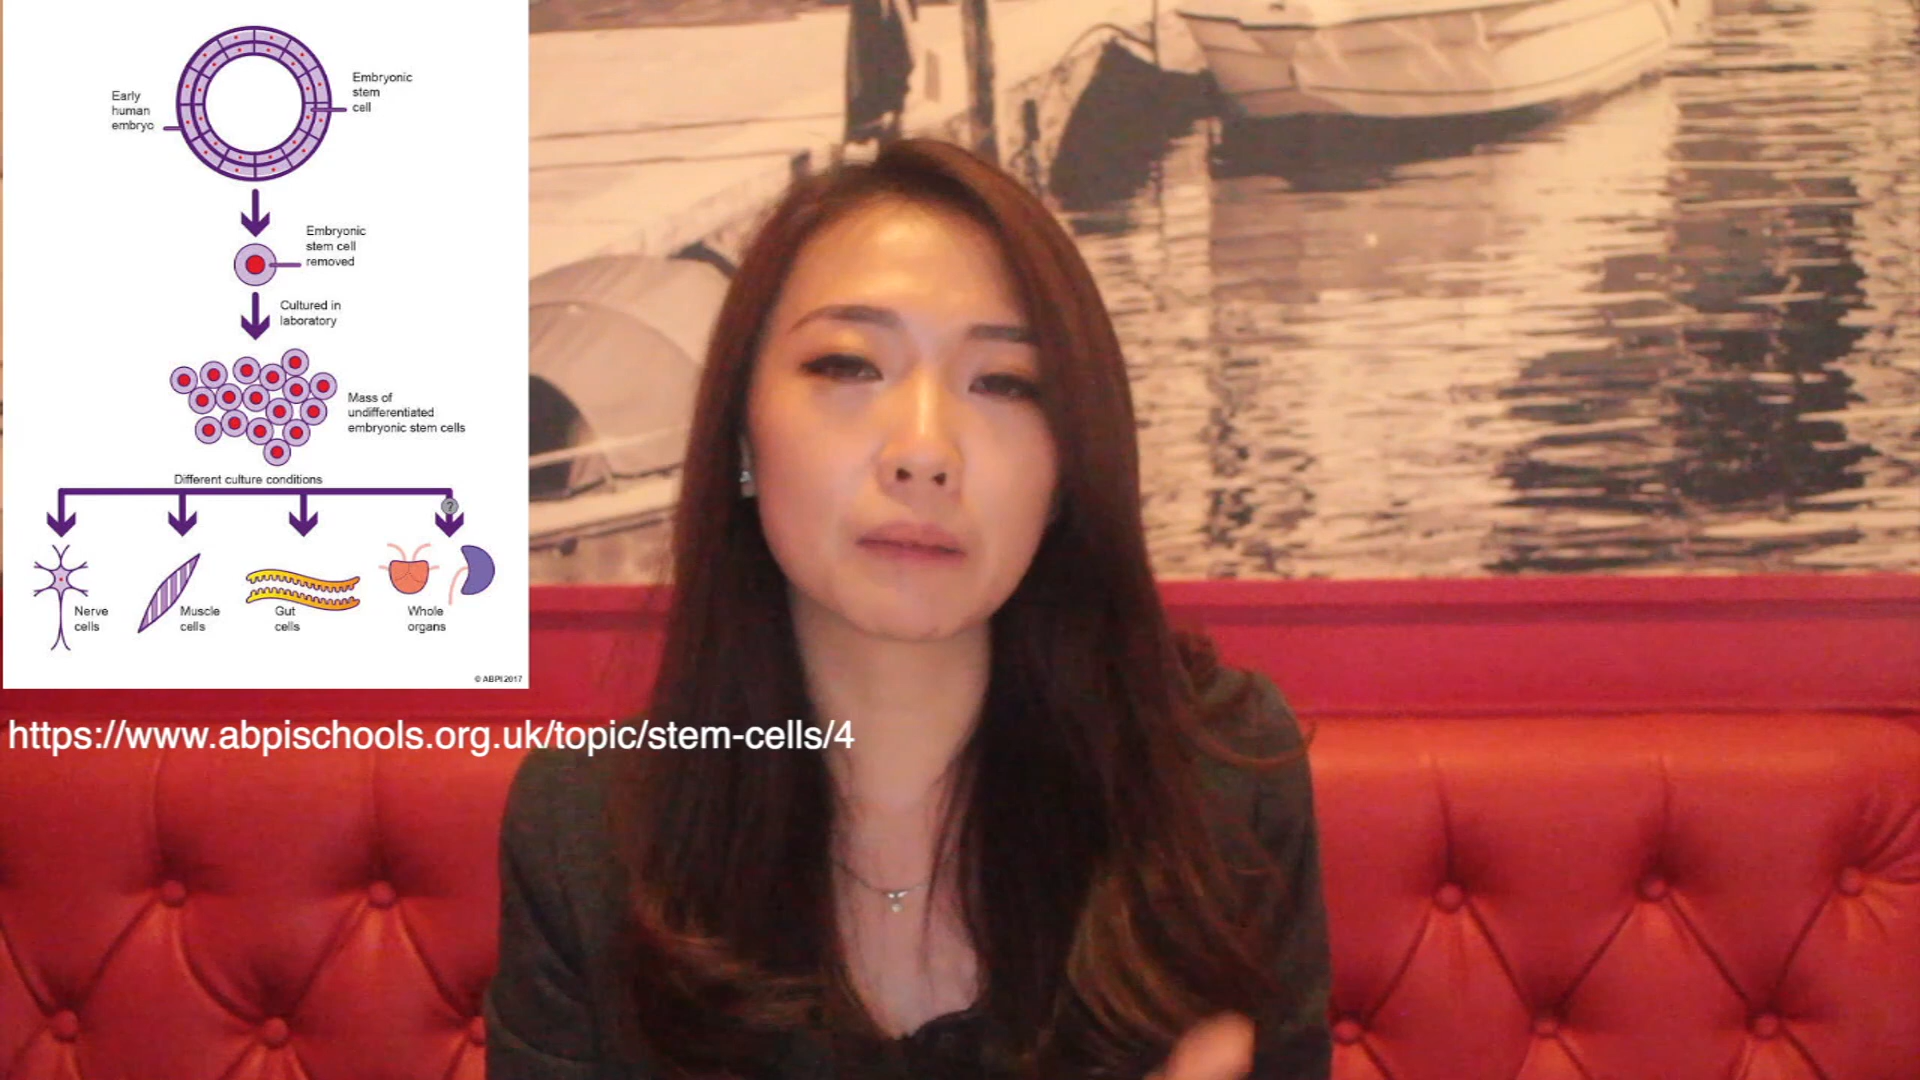 Early
human
embryo
Embryonic
stem
cell
Embryonic
stem cell
removed
Cultured in
laboratory
Mass of
undifferentiated
embryonic stem cells
Different culture conditions
?
Nerve
cells
Muscle
cells
Gut
cells
Whole
organs
© ABPI 2017
https://www.abpischools.org.uk/topic/stem-cells/4